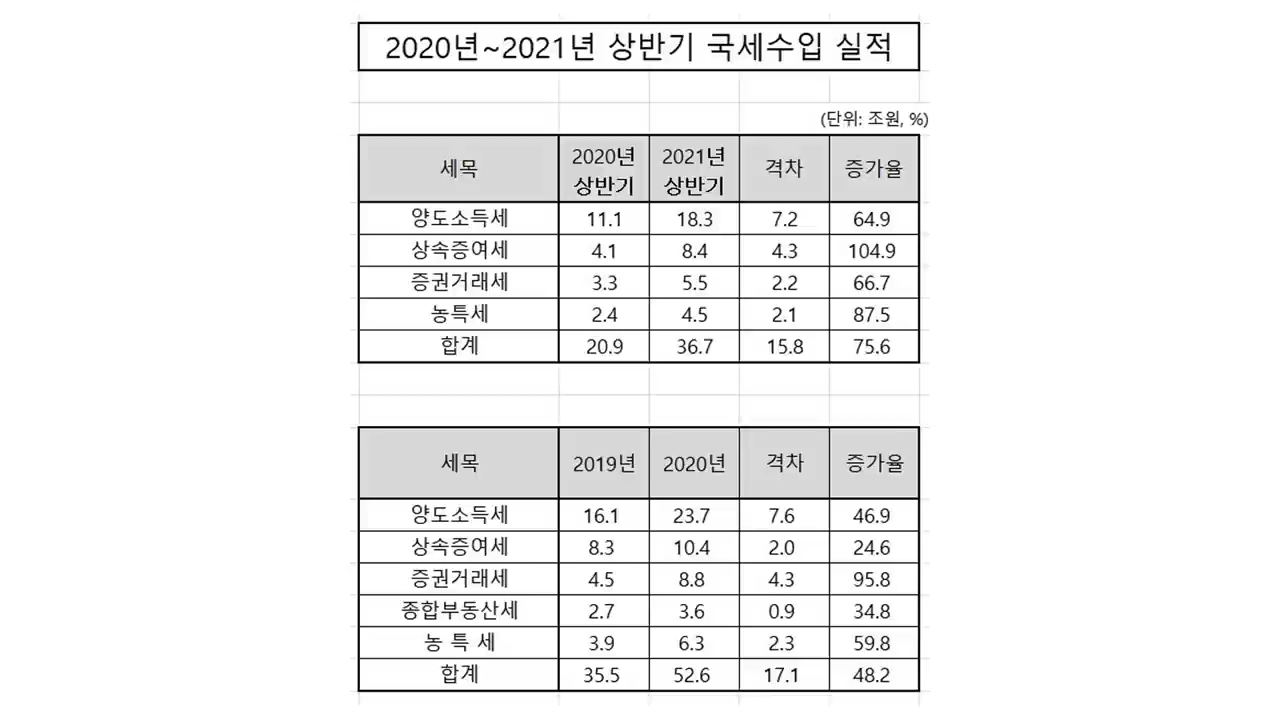 2020년~2021년 상반기 국세수입 실적
(단위: 조원, %)
세목 2020년 상반기 2021년 상반기 격차 증가율
양도소득세 11.1 18.3 7.2 64.9
상속증여세 4.1 8.4 4.3 104.9
증권거래세 3.3 5.5 2.2 66.7
농특세 2.4 4.5 2.1 87.5
합계 20.9 36.7 15.8 75.6
세목 2019년 2020년 격차 증가율
양도소득세 16.1 23.7 7.6 46.9
상속증여세 8.3 10.4 2.0 24.6
증권거래세 4.5 8.8 4.3 95.8
종합부동산세 2.7 3.6 0.9 34.8
농 특 세 3.9 6.3 2.3 59.8
합계 35.5 52.6 17.1 48.2